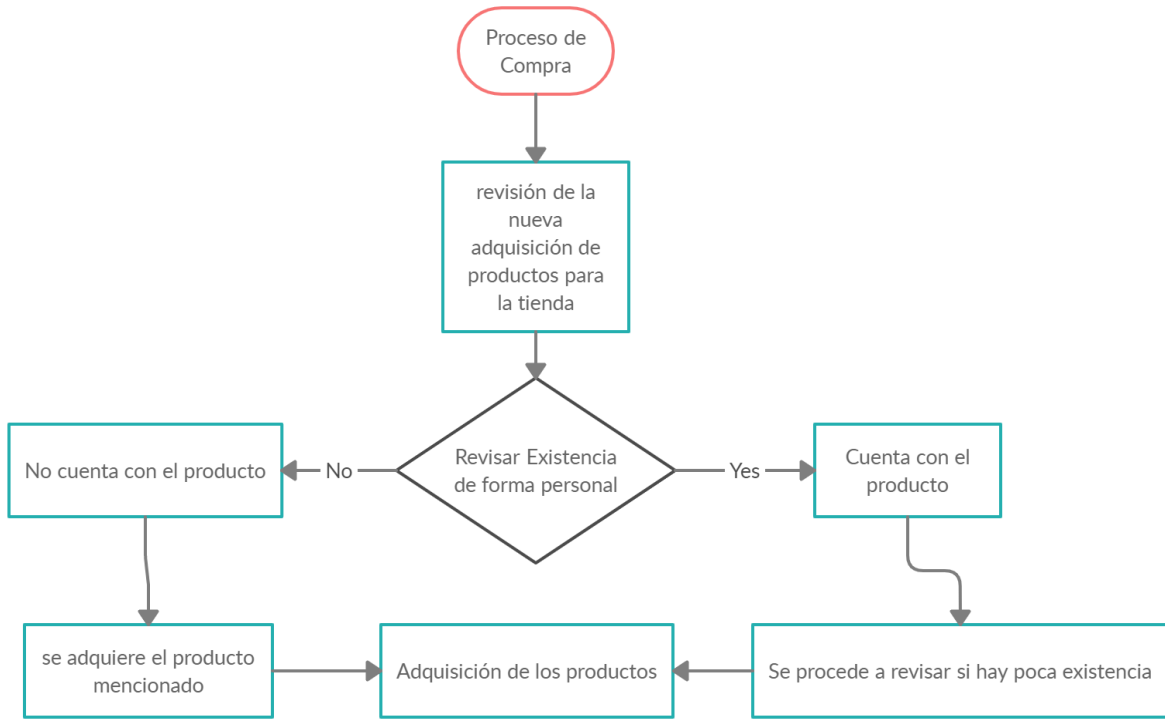 Proceso de
Compra
revisión de la
nueva
adquisición de
productos para
la tienda
No cuenta con el producto
No
Revisar Existencia
de forma personal
Yes
Cuenta con el
producto
se adquiere el producto
mencionado
Adquisición de los productos
Se procede a revisar si hay poca existencia